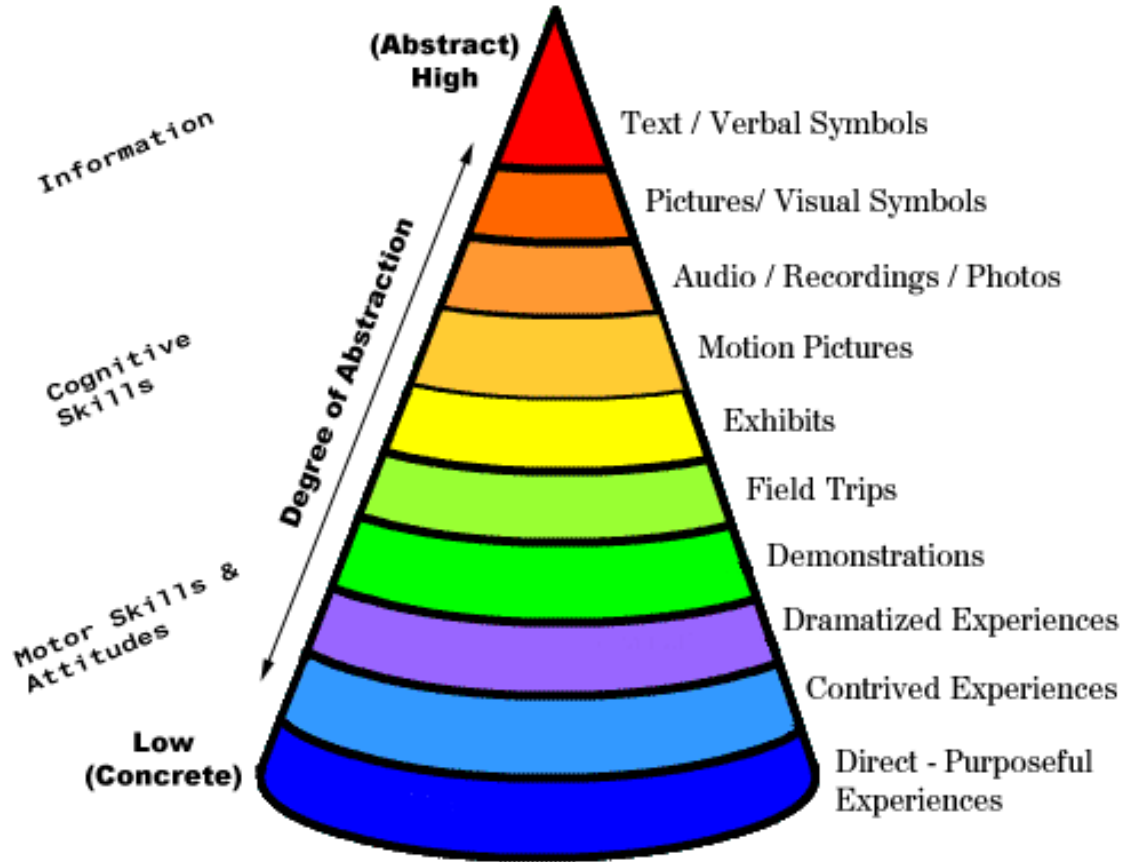 (Abstract)
High
Information
Text / Verbal Symbols
Pictures/ Visual Symbols
Degree of Abstraction
Audio / Recordings / Photos
Cognitive
Skills
Motion Pictures
Exhibits
Field Trips
Demonstrations
Motor Skills &
Attitudes
Dramatized Experiences
Contrived Experiences
Low
(Concrete)
Direct - Purposeful
Experiences